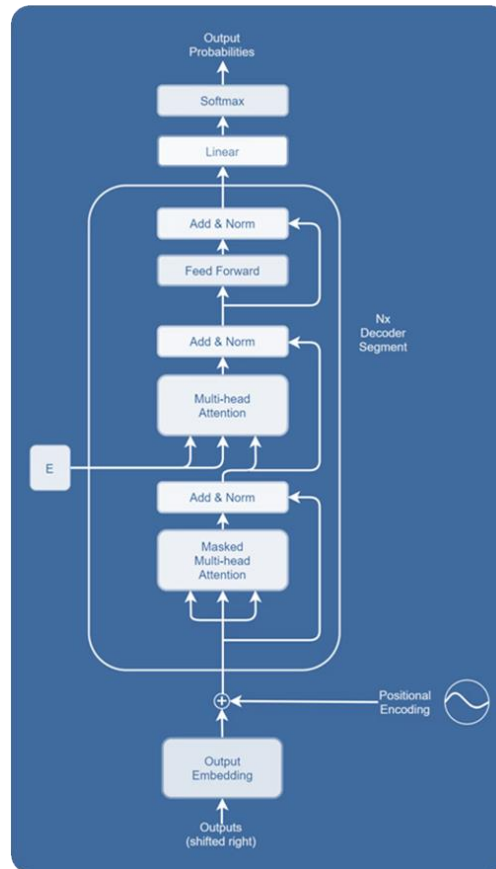 Output
Probabilities
Softmax
Linear
Add & Norm
Feed Forward
Nx
Decoder
Segment
Add & Norm
Multi-head
Attention
E
Add & Norm
Masked
Multi-head
Attention
Positional
Encoding
+
Output
Embedding
Outputs
(shifted right)